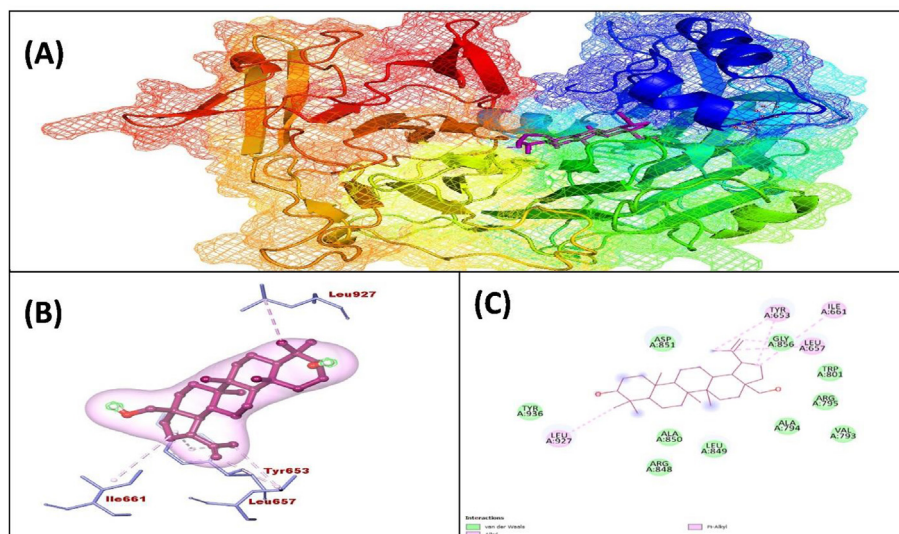 (A)
(B)
Leu927
Tyr653
Ile661
Leu657
(C)
TYR
A:653
ILE
A:661
ASP
A:851
GLY
A:856
LEU
A:657
TRP
A:801
ARG
A:795
TYR
A:936
LEU
A:927
ALA
A:850
LEU
A:849
ALA
A:794
VAL
A:793
ARG
A:848
Interactions
van der Waals
Pi-Alkyl